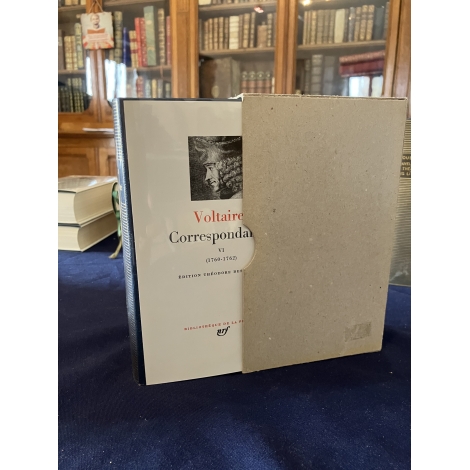 Voltaire
Correspondan
VI
(1760-1762)
ÉDITION THÉODORE BES
BIBLIOTHÈQUE DE LA P
nrf